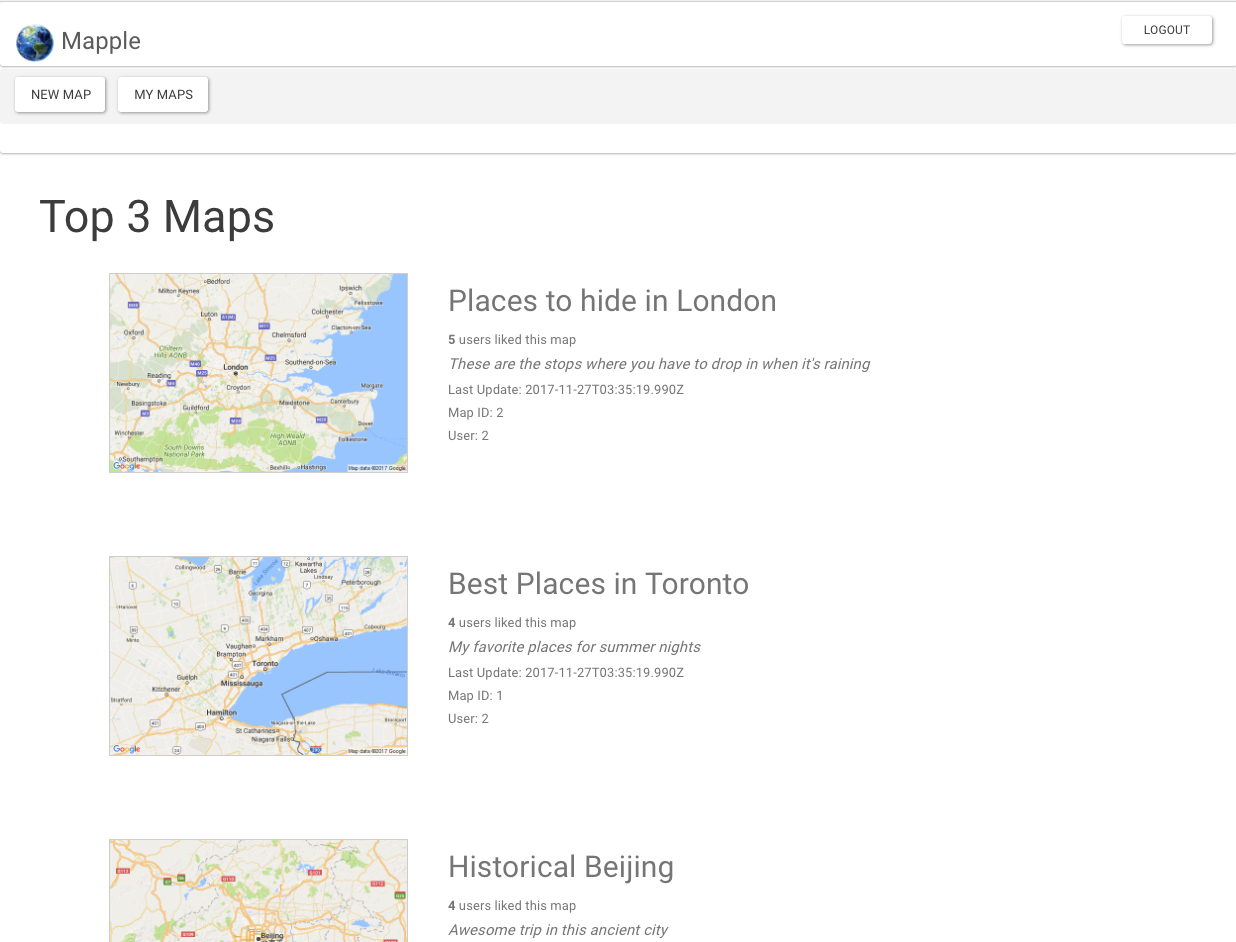 Mapple
LOGOUT
NEW MAP
MY MAPS
Top 3 Maps
Bedford
Milton Keynes
Ipswich
Felixstowe
Luton
Colchester
Clacton-on-Sea
Oxford
Chelmsford
Chiltern
Hills AONB
London
Southend-on-Sea
Reading
Newbury
Croydon
Margate
Basingstoke
Guildford
Maidstone
Canterbury
Dover
Winchester
High Weald
AONB
Folkestone
South Downs
National Park
Southampton
Bexhill
Hastings
Google
Map data ©2017 Google
Places to hide in London
5 users liked this map
These are the stops where you have to drop in when it's raining
Last Update: 2017-11-27T03:35:19.990Z
Map ID: 2
User: 2
Collingwood
Barrie
Kawartha
Lakes
Lindsay
Peterborough
Georgina
Hanover
Markham
Oshawa
Cobourg
Minto
Vaughan
Brampton
Toronto
Mississauga
Guelph
Kitchener
Stratford
Hamilton
Niagara-on-the-Lake
St Catharines
Niagara Falls
Brockport
Google
Map data ©2017 Google
Best Places in Toronto
4 users liked this map
My favorite places for summer nights
Last Update: 2017-11-27T03:35:19.990Z
Map ID: 1
User: 2
Beijing
Historical Beijing
4 users liked this map
Awesome trip in this ancient city